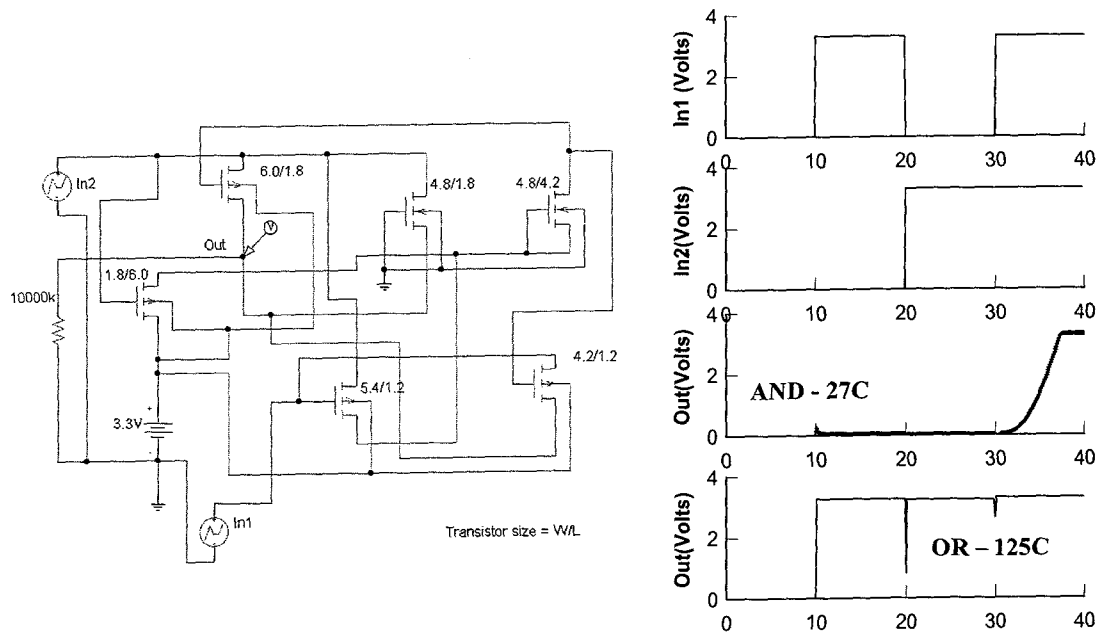 In2
6.0/1.8
4.8/1.8
4.8/4.2
V
Out
1.8/6.0
10000k
4.2/1.2
5.4/1.2
+
3.3V
-
In1
Transistor size = W/L
In1 (Volts)
4
2
0
0 10 20 30 40
In2(Volts)
4
2
0
0 10 20 30 40
Out(Volts)
4
2
0
AND - 27C
0 10 20 30 40
Out(Volts)
4
2
0
OR – 125C
0 10 20 30 40